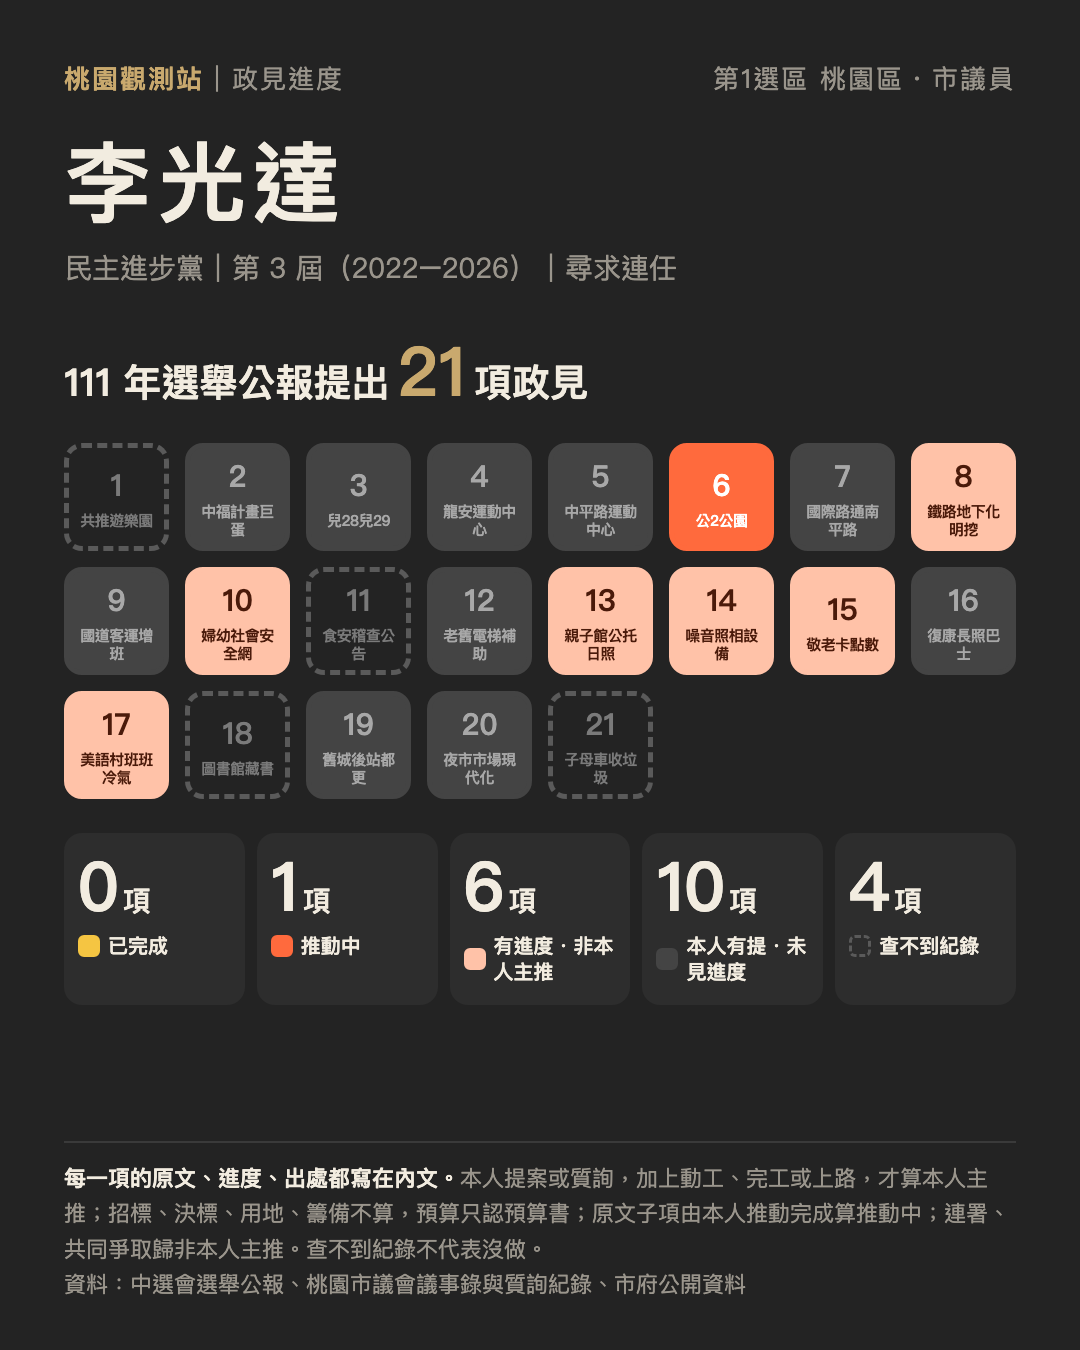 桃園觀測站｜政見進度
第1選區 桃園區・市議員
李光達
民主進步黨｜第 3 屆（2022–2026）｜尋求連任
111 年選舉公報提出 21 項政見
1
共推遊樂園
2
中福計畫巨
蛋
3
兒28兒29
4
龍安運動中
心
5
中平路運動
中心
6
公2公園
7
國際路通南
平路
8
鐵路地下化
明挖
9
國道客運增
班
10
婦幼社會安
全網
11
食安稽查公
告
12
老舊電梯補
助
13
親子館公托
日照
14
噪音照相設
備
15
敬老卡點數
16
復康長照巴
士
17
美語村班班
冷氣
18
圖書館藏書
19
舊城後站都
更
20
夜市市場現
代化
21
子母車收垃
圾
0項
已完成
1項
推動中
6項
有進度・非本
人主推
10項
本人有提・未
見進度
4項
查不到紀錄
每一項的原文、進度、出處都寫在內文。本人提案或質詢，加上動工、完工或上路，才算本人主
推；招標、決標、用地、籌備不算，預算只認預算書；原文子項由本人推動完成算推動中；連署、
共同爭取歸非本人主推。查不到紀錄不代表沒做。
資料：中選會選舉公報、桃園市議會議事錄與質詢紀錄、市府公開資料